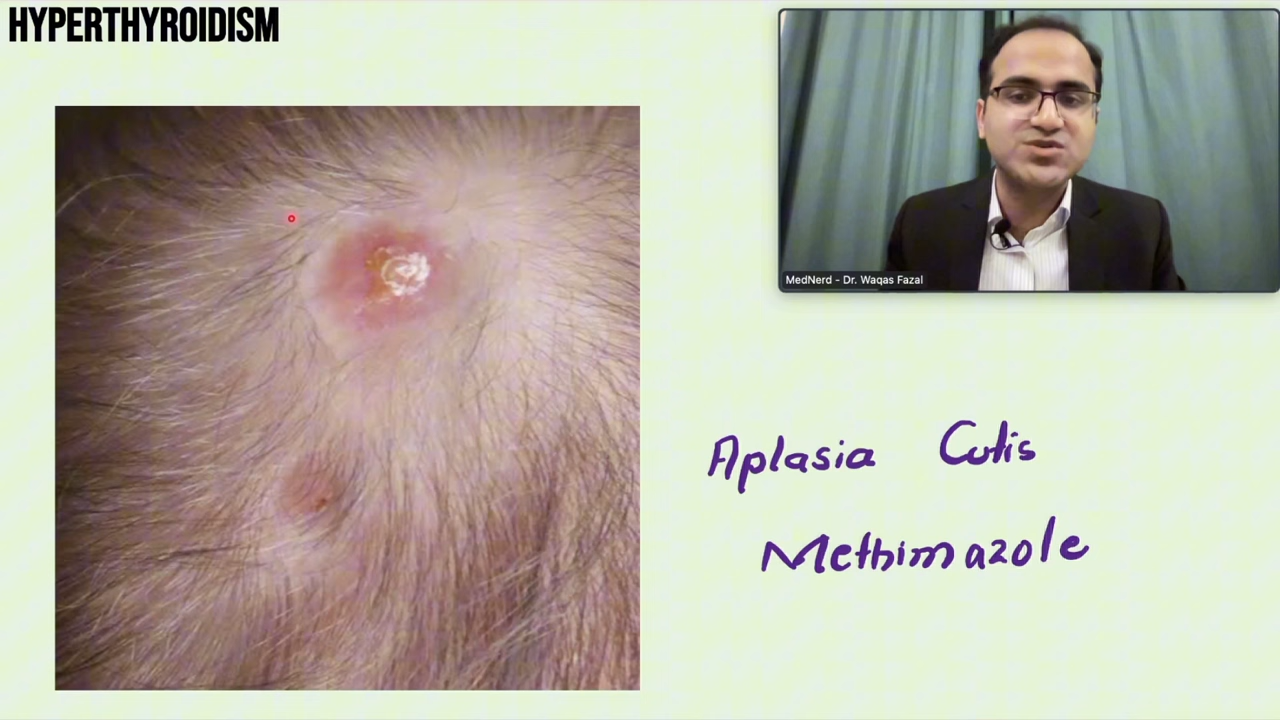 HYPERTHYROIDISM
MedNerd - Dr. Waqas Fazal
Aplasia Cutis
Methimazole